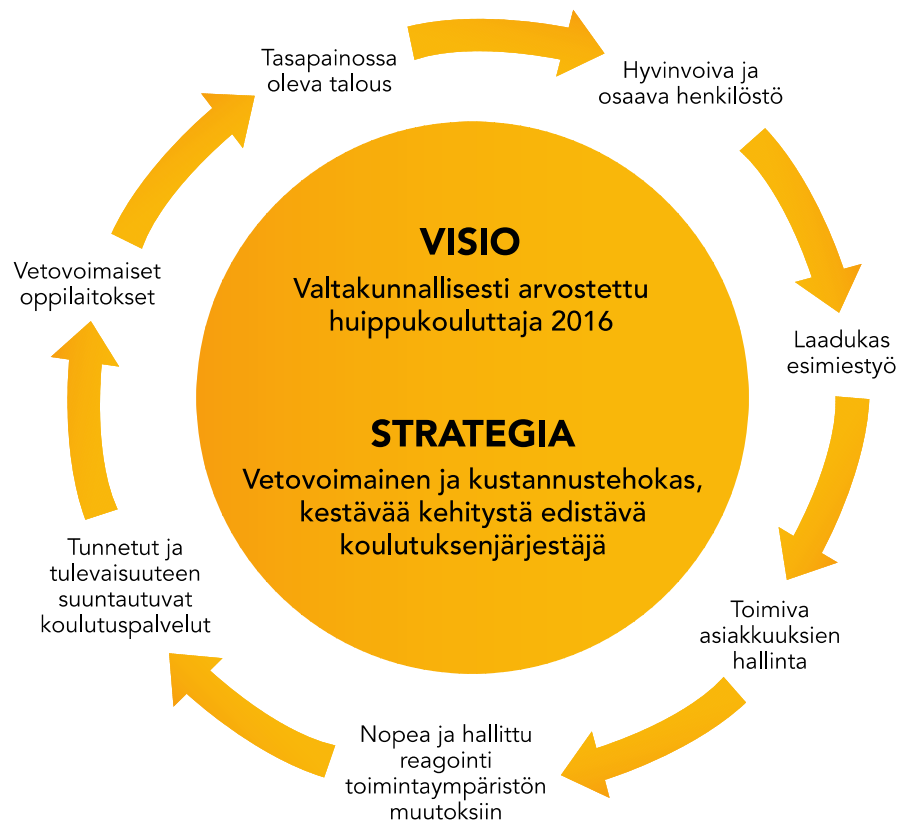 Tasapainossa
oleva talous
Hyvinvoiva ja
osaava henkilöstö
Laadukas
esimiestyö
Toimiva
asiakkuuksien
hallinta
Nopea ja hallittu
reagointi
toimintaympäristön
muutoksiin
Tunnetut ja
tulevaisuuteen
suuntautuvat
koulutuspalvelut
Vetovoimaiset
oppilaitokset
VISIO
Valtakunnallisesti arvostettu
huippukouluttaja 2016
STRATEGIA
Vetovoimainen ja kustannustehokas,
kestävää kehitystä edistävä
koulutuksenjärjestäjä